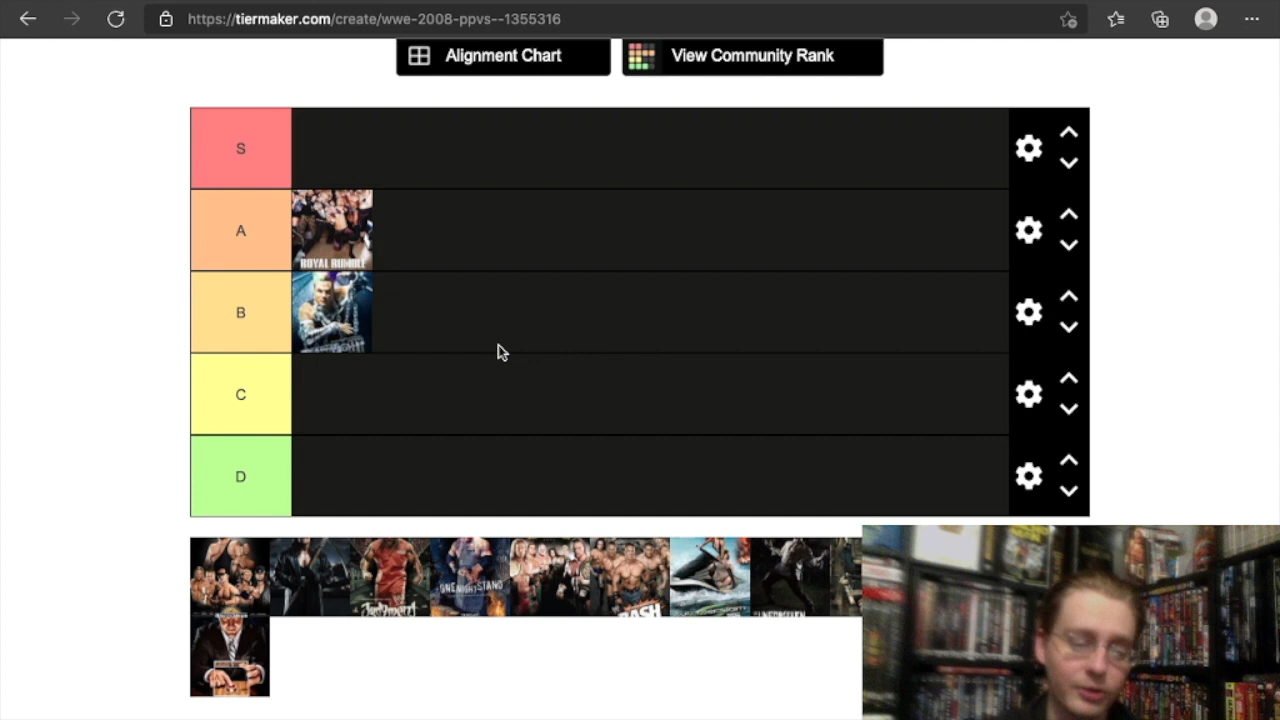 https://tiermaker.com/create/wwe-2008-ppvs--1355316
Alignment Chart
View Community Rank
S
A
ROYAL RUMBLE
B
C
D
ONE NIGHT STAND
BASH
UNFORGIVEN